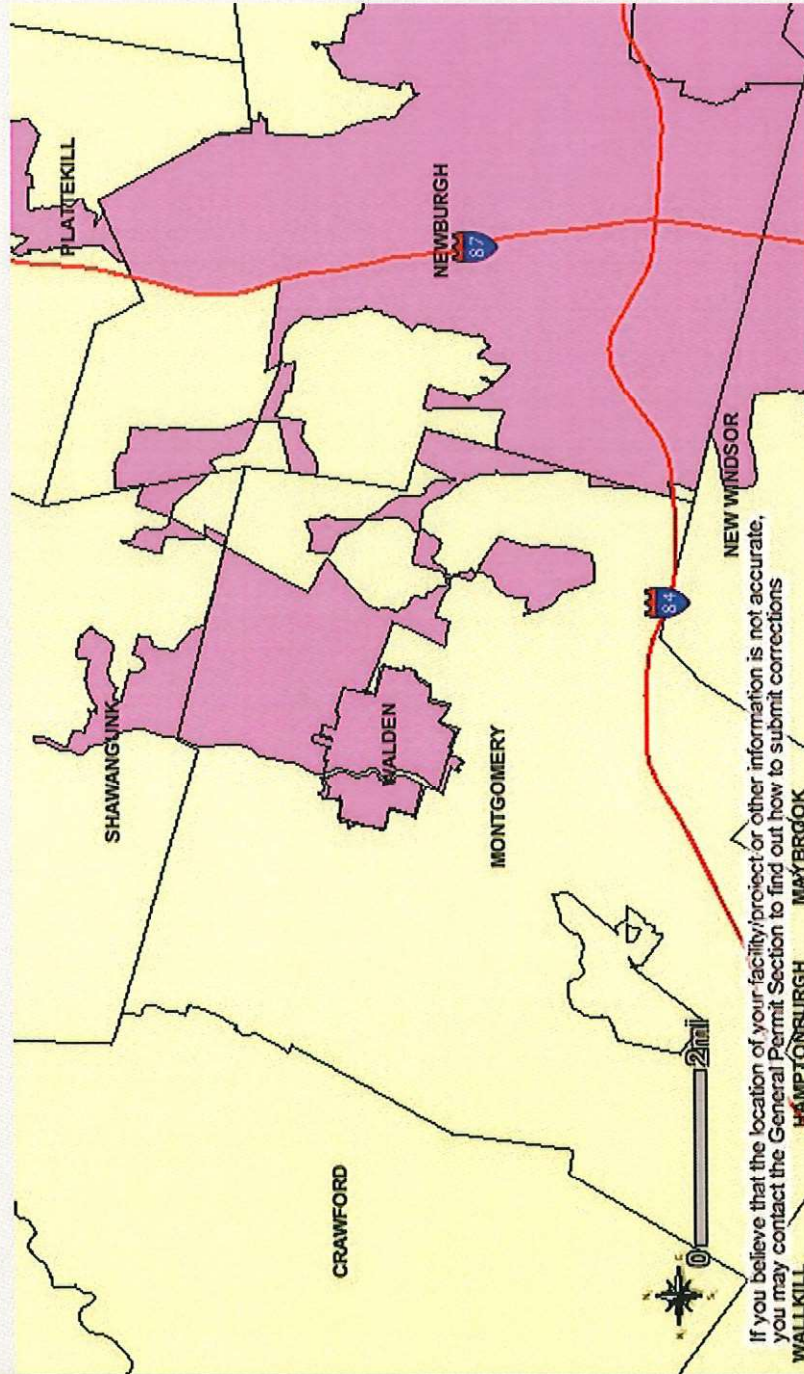 PLATTEKILL
SHAWANGUNK
NEWBURGH
87
WALDEN
MONTGOMERY
CRAWFORD
NEW WINDSOR
84
0
2mi
If you believe that the location of your facility/project or other information is not accurate,
you may contact the General Permit Section to find out how to submit corrections
WALLKILL
HAMPTONBURGH
MAYBROOK